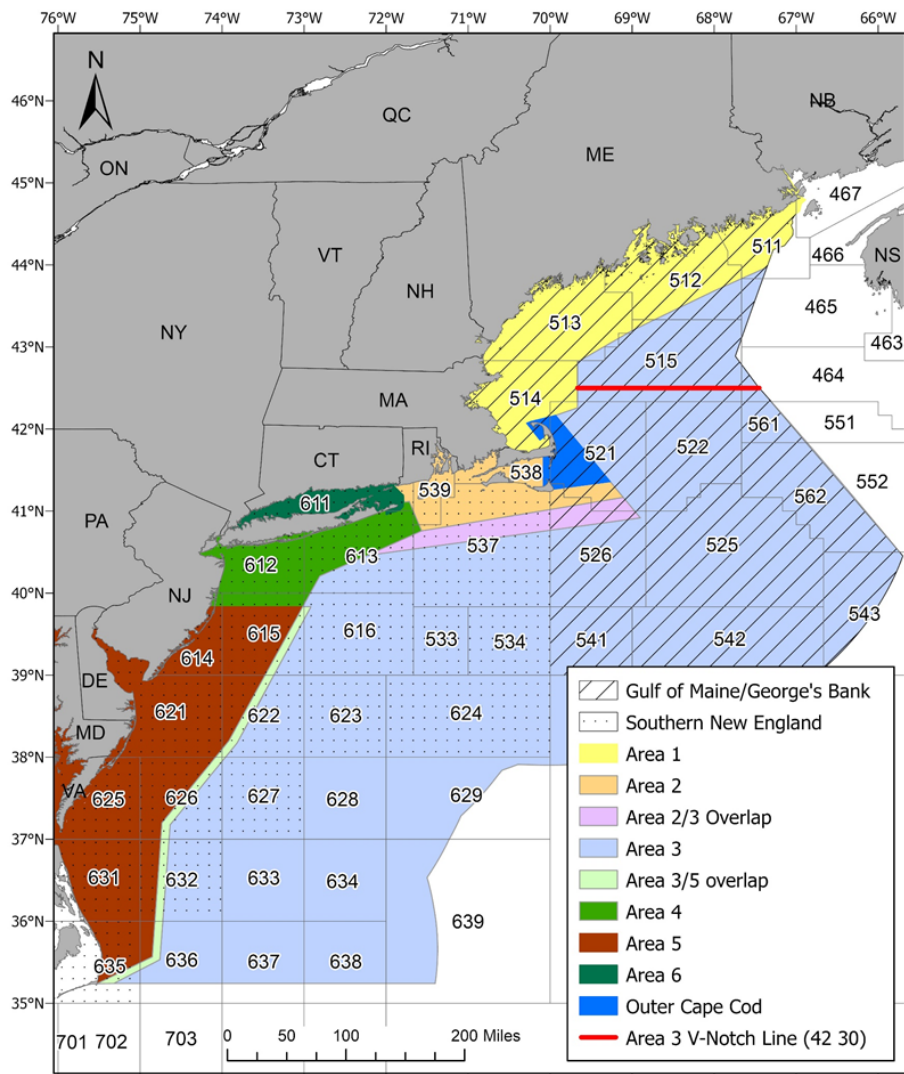 76°W 75°W 74°W 73°W 72°W 71°W 70°W 69°W 68°W 67°W 66°W
N
46°N
QC
NB
ON
ME
45°N
467
VT
511
466
NS
44°N
512
NH
465
513
NY
43°N
463
515
464
MA
514
42°N
561
551
RI
521
522
CT
538
552
539
611
562
41°N
PA
613
537
526
525
612
40°N
NJ
543
615
616
533
534
541
542
614
39°N
DE
621
622
623
624
MD
38°N
VA
625
626
627
628
629
37°N
631
632
633
634
36°N
639
635
636
637
638
35°N
701 702 703
0 50 100 200 Miles
Gulf of Maine/George's Bank
Southern New England
Area 1
Area 2
Area 2/3 Overlap
Area 3
Area 3/5 overlap
Area 4
Area 5
Area 6
Outer Cape Cod
Area 3 V-Notch Line (42 30)